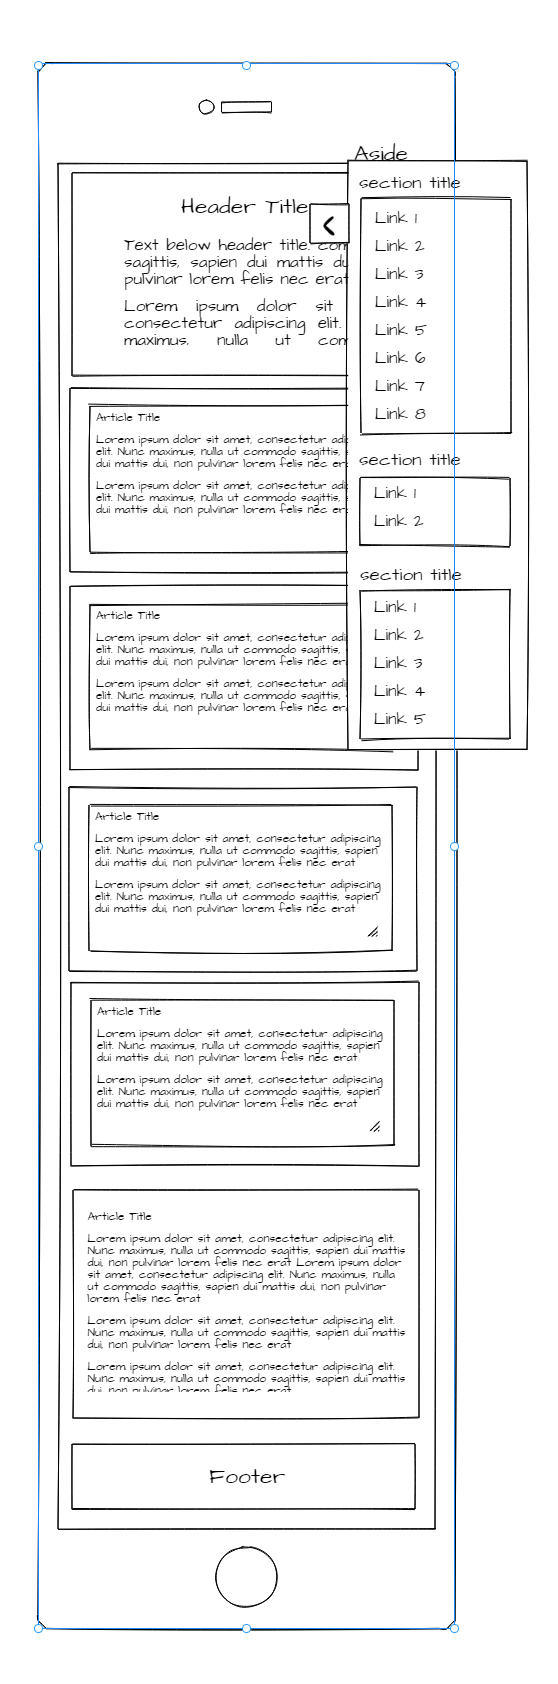 Aside
section title
Link 1
Link 2
Link 3
Link 4
Link 5
Link 6
Link 7
Link 8
section title
Link 1
Link 2
section title
Link 1
Link 2
Link 3
Link 4
Link 5
Header Title
Text below header title. com
sagittis, sapien dui mattis du
pulvinar lorem felis nec erat
Lorem ipsum dolor sit
consectetur adipiscing elit.
maximus, nulla ut com
Article Title
Lorem ipsum dolor sit amet, consectetur adi
elit. Nunc maximus, nulla ut commodo sagittis,
dui mattis dui, non pulvinar lorem felis nec er
Lorem ipsum dolor sit amet, consectetur adi
elit. Nunc maximus, nulla ut commodo sagittis,
dui mattis dui, non pulvinar lorem felis nec er
Article Title
Lorem ipsum dolor sit amet, consectetur adi
elit. Nunc maximus, nulla ut commodo sagittis,
dui mattis dui, non pulvinar lorem felis nec er
Lorem ipsum dolor sit amet, consectetur adi
elit. Nunc maximus, nulla ut commodo sagittis,
dui mattis dui, non pulvinar lorem felis nec er
Article Title
Lorem ipsum dolor sit amet, consectetur adipiscing
elit. Nunc maximus, nulla ut commodo sagittis, sapien
dui mattis dui, non pulvinar lorem felis nec erat
Lorem ipsum dolor sit amet, consectetur adipiscing
elit. Nunc maximus, nulla ut commodo sagittis, sapien
dui mattis dui, non pulvinar lorem felis nec erat
Article Title
Lorem ipsum dolor sit amet, consectetur adipiscing
elit. Nunc maximus, nulla ut commodo sagittis, sapien
dui mattis dui, non pulvinar lorem felis nec erat
Lorem ipsum dolor sit amet, consectetur adipiscing
elit. Nunc maximus, nulla ut commodo sagittis, sapien
dui mattis dui, non pulvinar lorem felis nec erat
Article Title
Lorem ipsum dolor sit amet, consectetur adipiscing elit.
Nunc maximus, nulla ut commodo sagittis, sapien dui mattis
dui, non pulvinar lorem felis nec erat Lorem ipsum dolor
sit amet, consectetur adipiscing elit. Nunc maximus, nulla
ut commodo sagittis, sapien dui mattis dui, non pulvinar
lorem felis nec erat
Lorem ipsum dolor sit amet, consectetur adipiscing elit.
Nunc maximus, nulla ut commodo sagittis, sapien dui mattis
dui, non pulvinar lorem felis nec erat
Lorem ipsum dolor sit amet, consectetur adipiscing elit.
Nunc maximus, nulla ut commodo sagittis, sapien dui mattis
dui, non pulvinar lorem felis nec erat
Footer